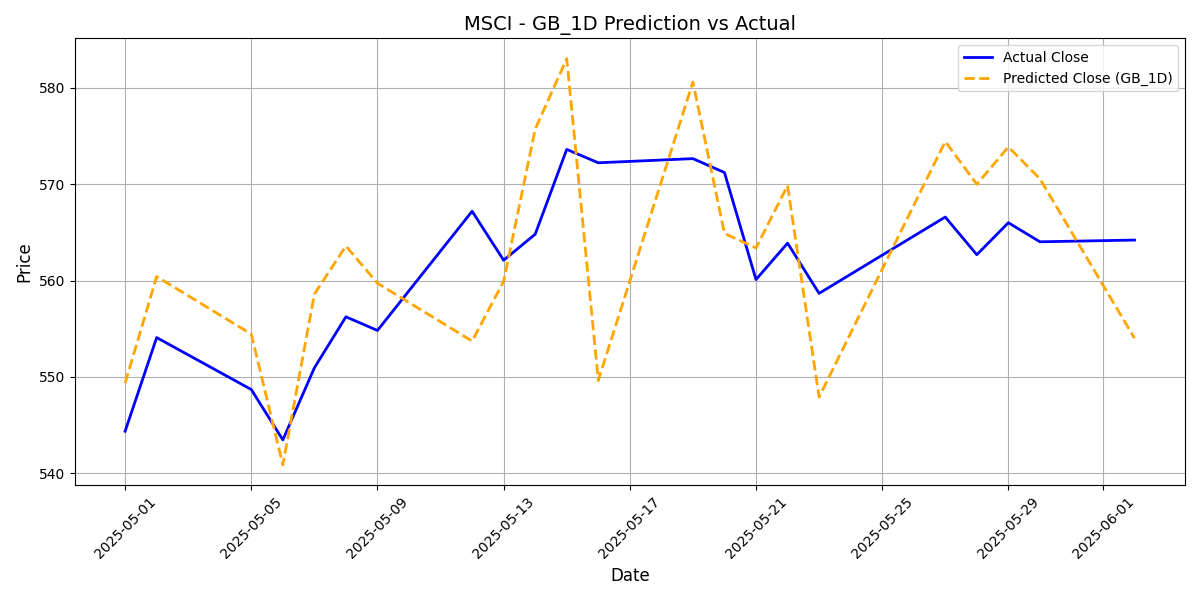 MSCI - GB_1D Prediction vs Actual
Actual Close
Predicted Close (GB_1D)
Price
580
570
560
550
540
2025-05-01
2025-05-05
2025-05-09
2025-05-13
2025-05-17
2025-05-21
2025-05-25
2025-05-29
2025-06-01
Date